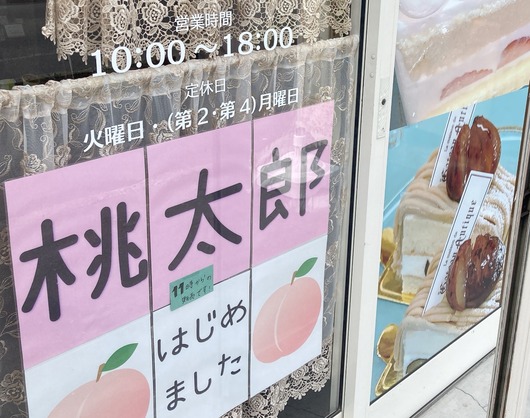 営業時間
10:00～18:00
定休日
火曜日・(第2・第4)月曜日
桃太郎
11時からの
販売です!
はじめ
ました